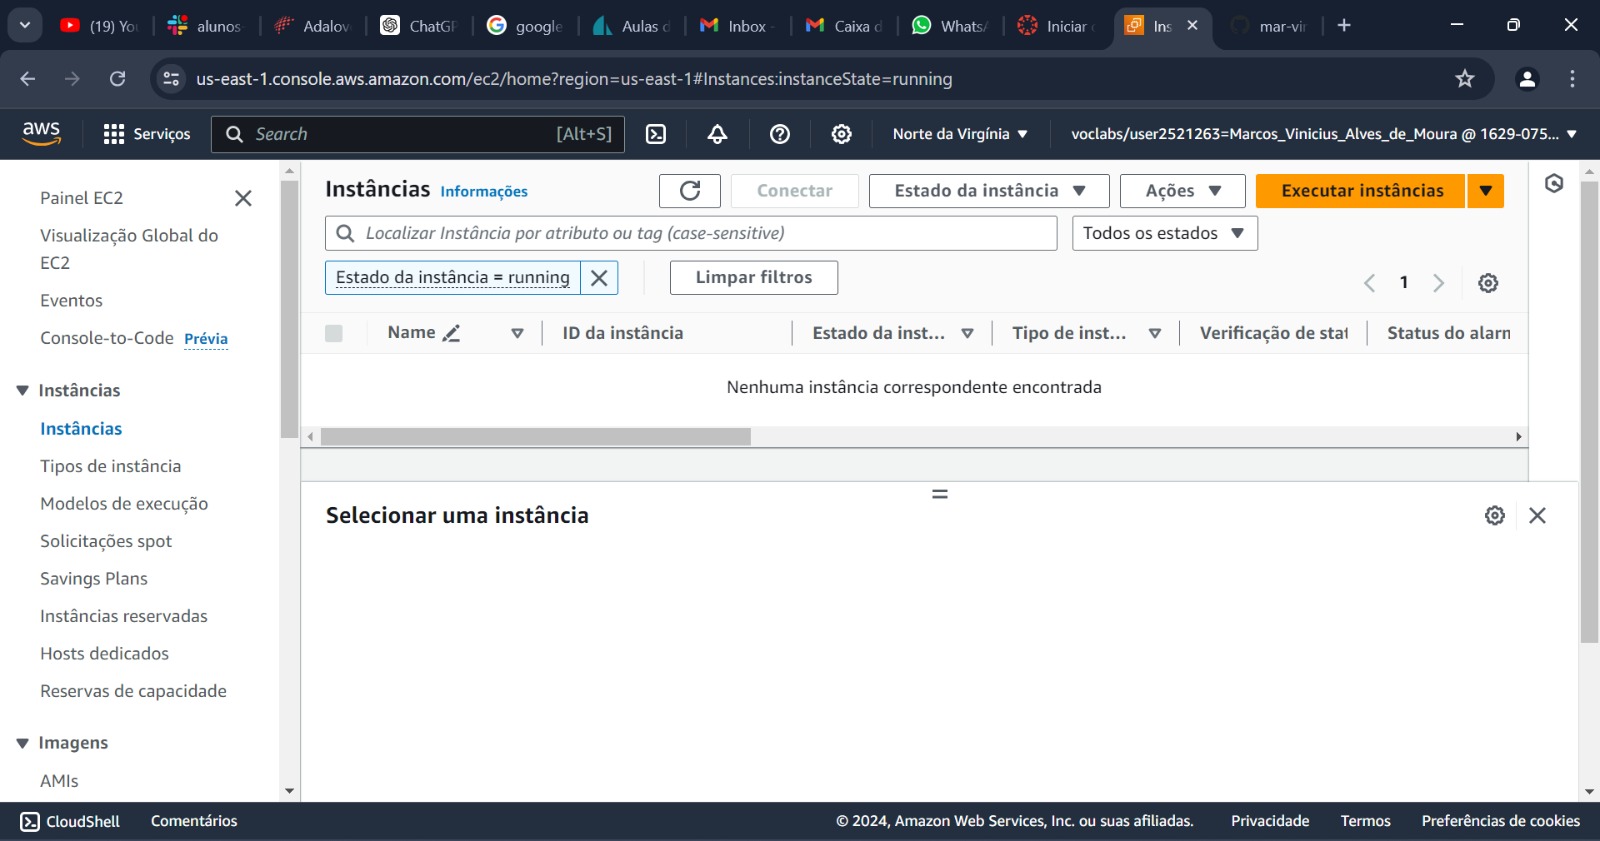 (19) Yo
alunos-
Adalov
ChatGP
google
Aulas d
Inbox -
Caixa d
WhatsA
Iniciar
Ins
mar-vir
us-east-1.console.aws.amazon.com/ec2/home?region=us-east-1#Instances:instanceState=running
aws
Serviços
Search
[Alt+S]
Norte da Virgínia
voclabs/user2521263=Marcos_Vinicius_Alves_de_Moura @ 1629-075...
Painel EC2
Visualização Global do
EC2
Eventos
Console-to-Code Prévia
Instâncias
Instâncias
Tipos de instância
Modelos de execução
Solicitações spot
Savings Plans
Instâncias reservadas
Hosts dedicados
Reservas de capacidade
Imagens
AMIs
Instâncias Informações
Conectar
Estado da instância
Ações
Executar instâncias
Localizar Instância por atributo ou tag (case-sensitive)
Todos os estados
Estado da instância = running
Limpar filtros
1
Name
ID da instância
Estado da inst...
Tipo de inst...
Verificação de stat
Status do alarm
Nenhuma instância correspondente encontrada
Selecionar uma instância
CloudShell
Comentários
© 2024, Amazon Web Services, Inc. ou suas afiliadas.
Privacidade
Termos
Preferências de cookies